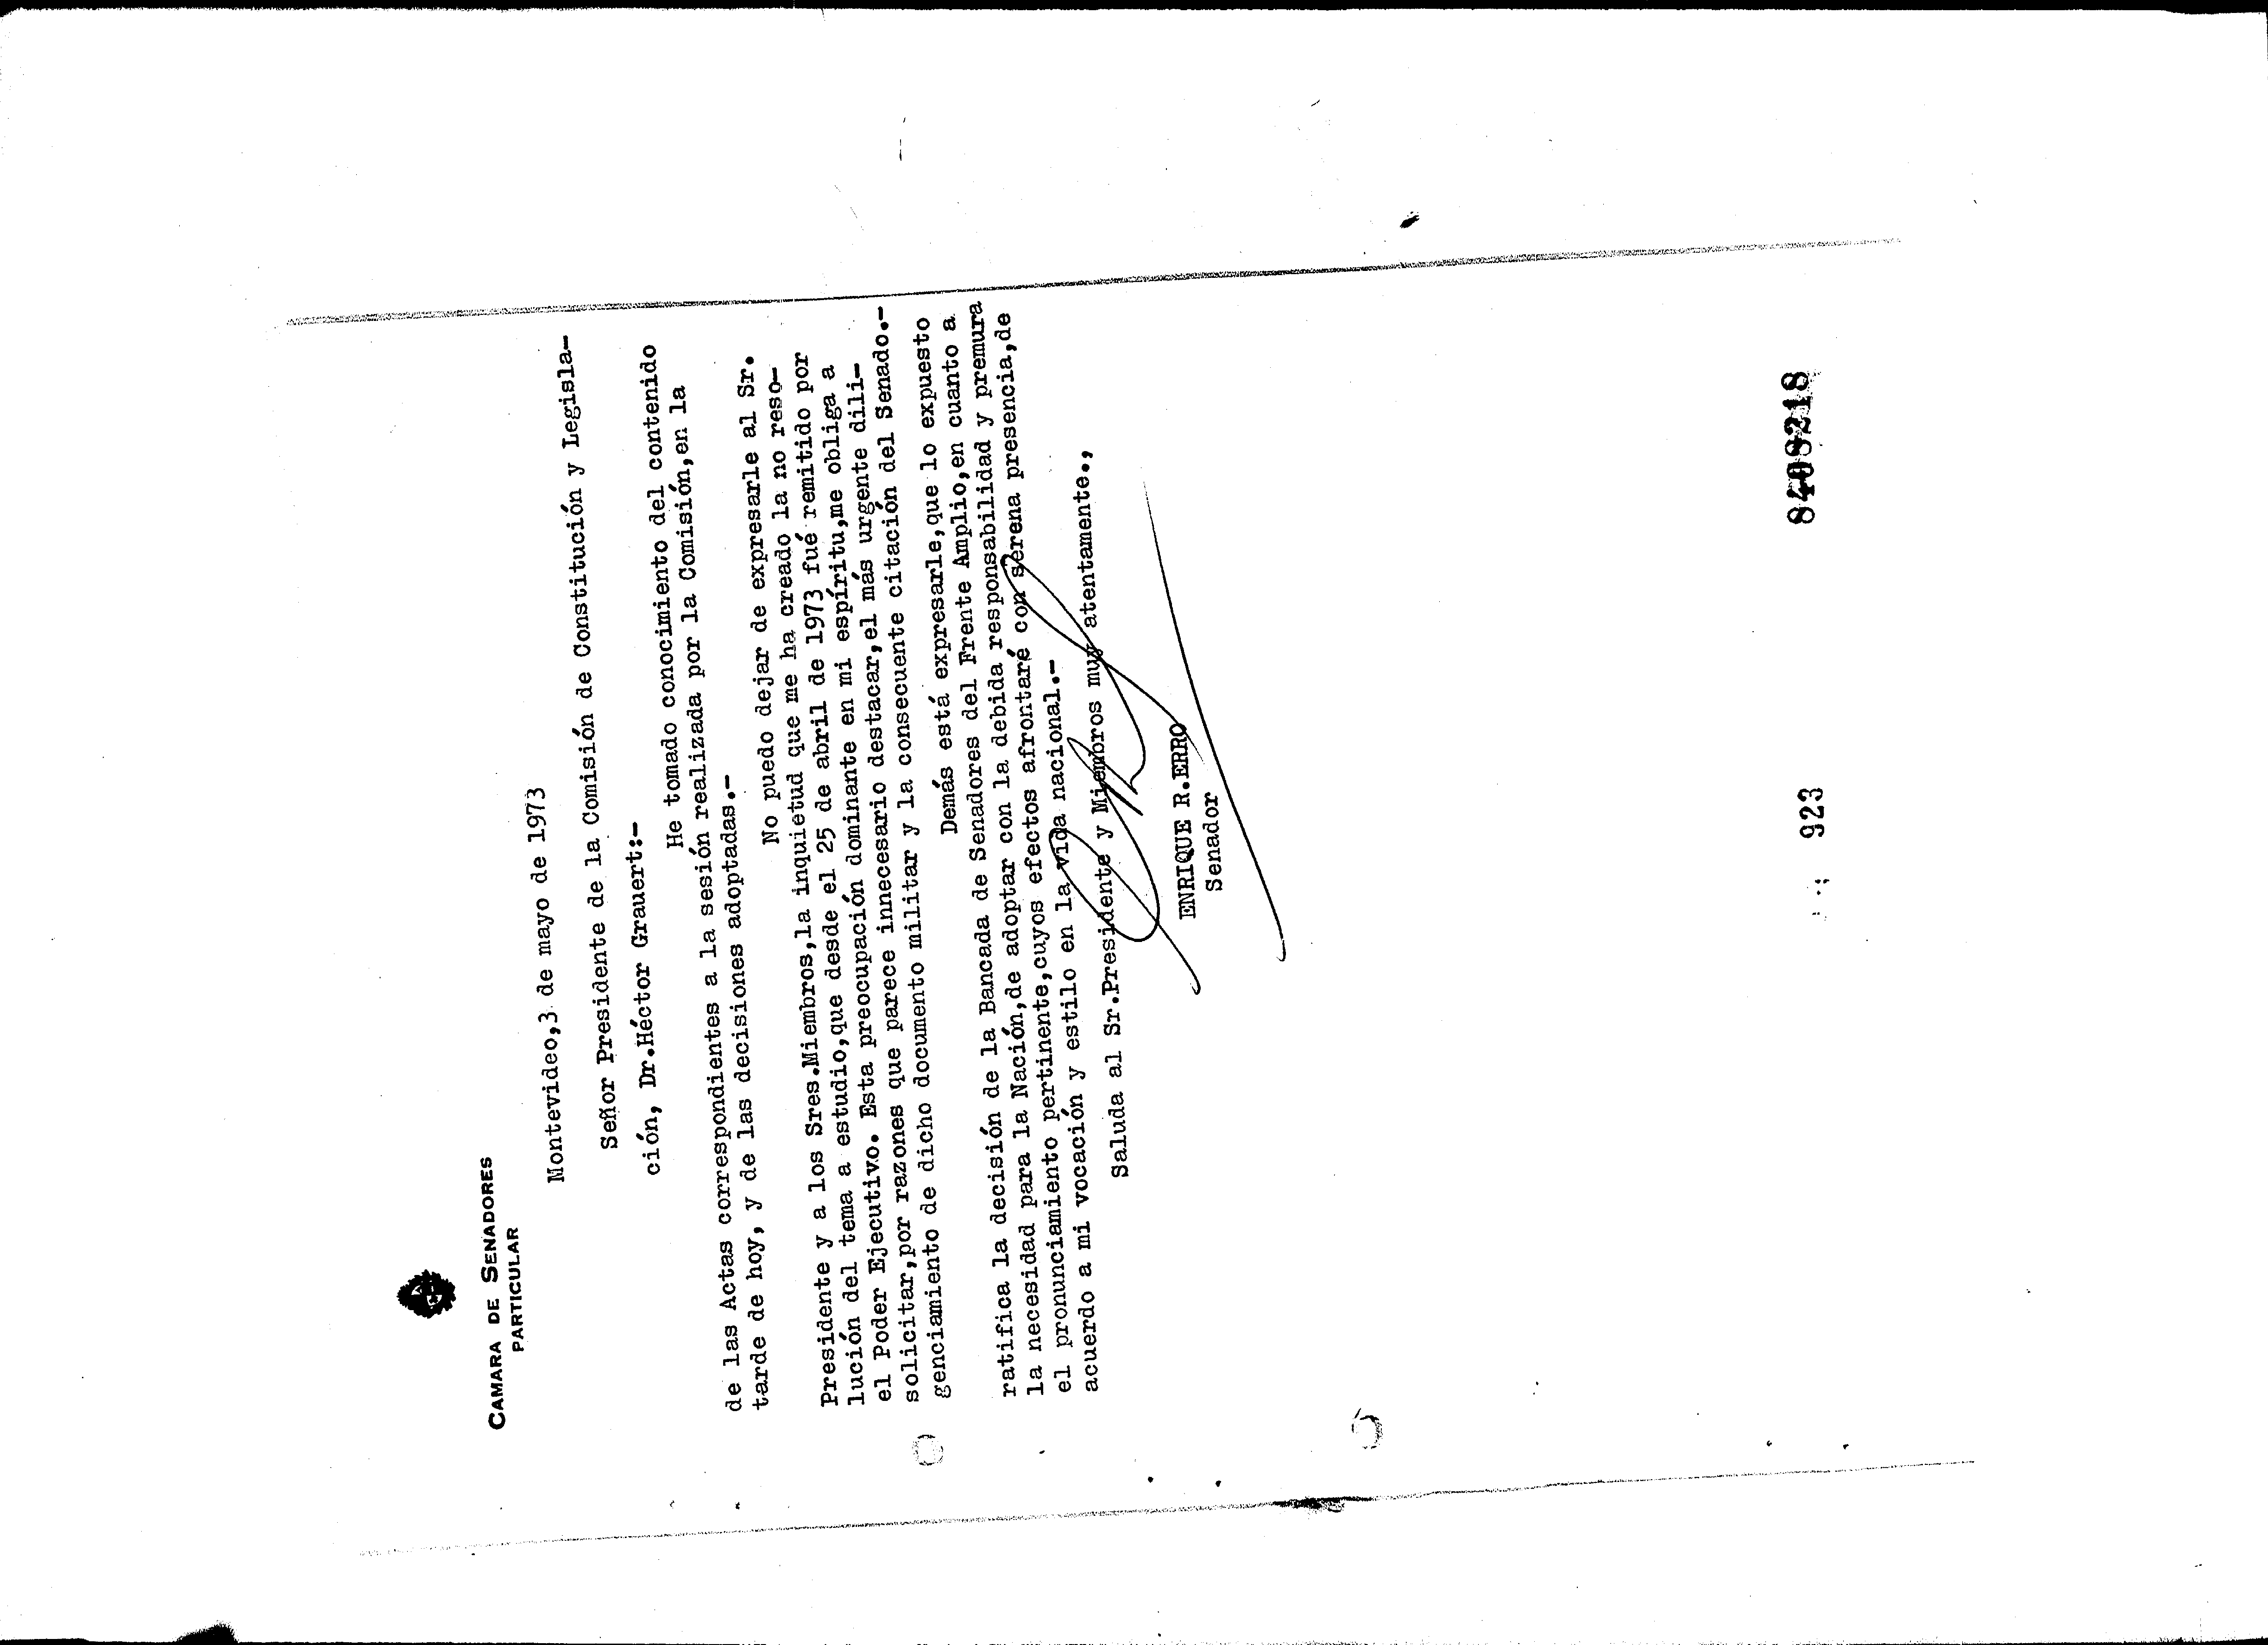 CAMARA DE SENADORES
PARTICULAR
Montevideo,3 de mayo de 1973
Señor Presidente de la Comisión de Constitución y Legisla-
ción, Dr.Héctor Grauert:-
He tomado conocimiento del contenido
de las Actas correspondientes a la sesión realizada por la Comisión,en la
tarde de hoy, y de las decisiones adoptadas.-
No puedo dejar de expresarle al Sr.
Presidente y a los Sres.Miembros,la inquietud que me ha creado la no reso-
lución del tema a estudio,que desde el 25 de abril de 1973 fué remitido por
el Poder Ejecutivo. Esta preocupación dominante en mi espíritu,me obliga a
solicitar,por razones que parece innecesario destacar,el más urgente dili-
genciamiento de dicho documento militar y la consecuente citación del Senado.-
Demás está expresarle,que lo expuesto
ratifica la decisión de la Bancada de Senadores del Frente Amplio,en cuanto a
la necesidad para la Nación,de adoptar con la debida responsabilidad y premura
el pronunciamiento pertinente,cuyos efectos afrontaré con serena presencia,de
acuerdo a mi vocación y estilo en la vida nacional.-
Saluda al Sr.Presidente y Miembros muy atentamente.,
ENRIQUE R.ERRO
Senador
923
84083218